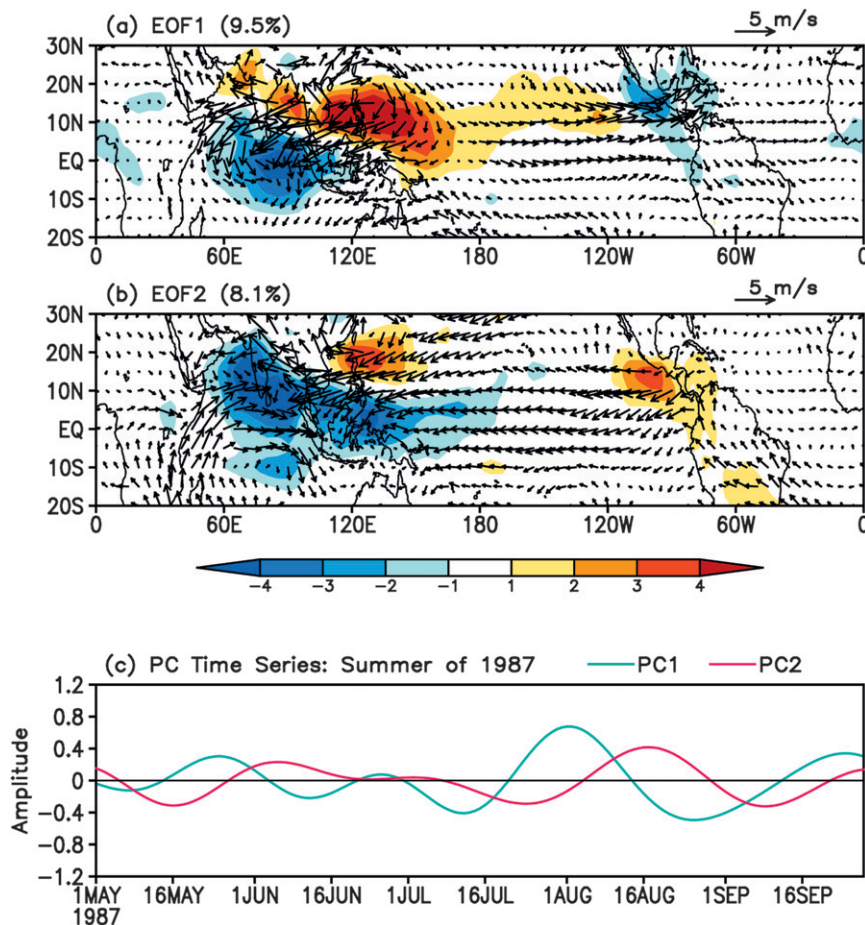 (a) EOF1 (9.5%) 5 m/s
30N
20N
10N
EQ
10S
20S
0 60E 120E 180 120W 60W 0
(b) EOF2 (8.1%) 5 m/s
30N
20N
10N
EQ
10S
20S
0 60E 120E 180 120W 60W 0
-4 -3 -2 -1 1 2 3 4
(c) PC Time Series: Summer of 1987 PC1 PC2
1.2
0.8
0.4
0
-0.4
-0.8
-1.2
Amplitude
1MAY 16MAY 1JUN 16JUN 1JUL 16JUL 1AUG 16AUG 1SEP 16SEP
1987